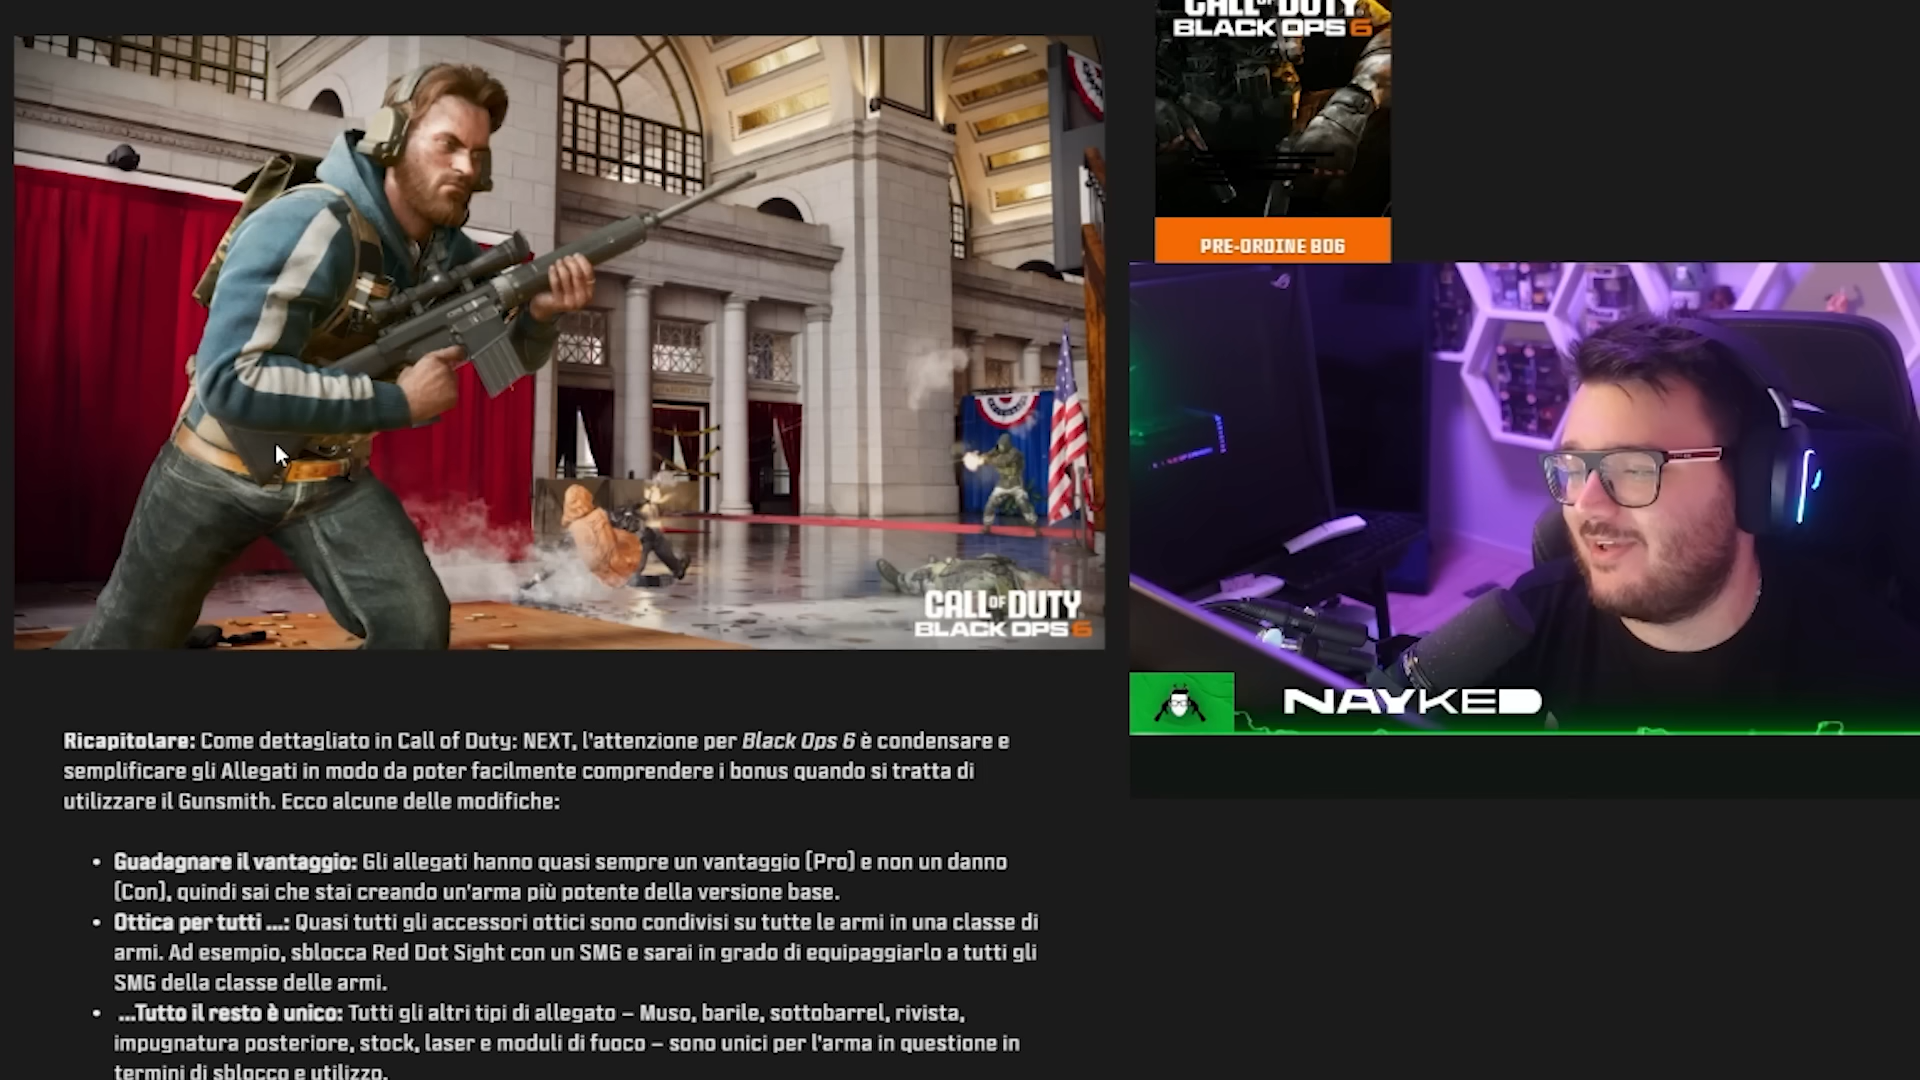 CALL OF DUTY
BLACK OPS 6
PRE-ORDINE BO6
CALL OF DUTY
BLACK OPS 6
NAYKED
Ricapitolare: Come dettagliato in Call of Duty: NEXT, l'attenzione per Black Ops 6 è condensare e
semplificare gli Allegati in modo da poter facilmente comprendere i bonus quando si tratta di
utilizzare il Gunsmith. Ecco alcune delle modifiche:
• Guadagnare il vantaggio: Gli allegati hanno quasi sempre un vantaggio (Pro) e non un danno
(Con), quindi sai che stai creando un'arma più potente della versione base.
• Ottica per tutti ...: Quasi tutti gli accessori ottici sono condivisi su tutte le armi in una classe di
armi. Ad esempio, sblocca Red Dot Sight con un SMG e sarai in grado di equipaggiarlo a tutti gli
SMG della classe delle armi.
• ...Tutto il resto è unico: Tutti gli altri tipi di allegato – Muso, barile, sottobarrel, rivista,
impugnatura posteriore, stock, laser e moduli di fuoco – sono unici per l'arma in questione in
termini di sblocco e utilizzo.